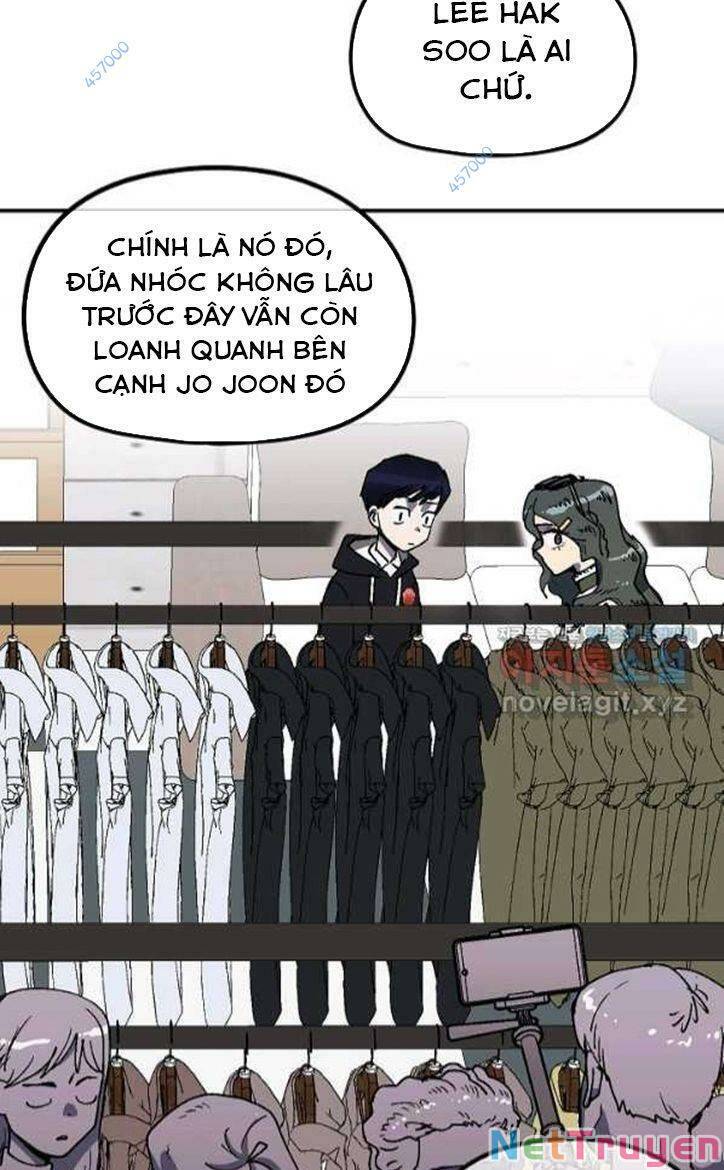 LEE HAK
SOO LÀ AI
CHỨ.
457000
457000
CHÍNH LÀ NÓ ĐÓ,
ĐỨA NHÓC KHÔNG LÂU
TRƯỚC ĐÂY VẪN CÒN
LOANH QUANH BÊN
CẠNH JO JOON ĐÓ
novelagit.xyz
NetTruyen